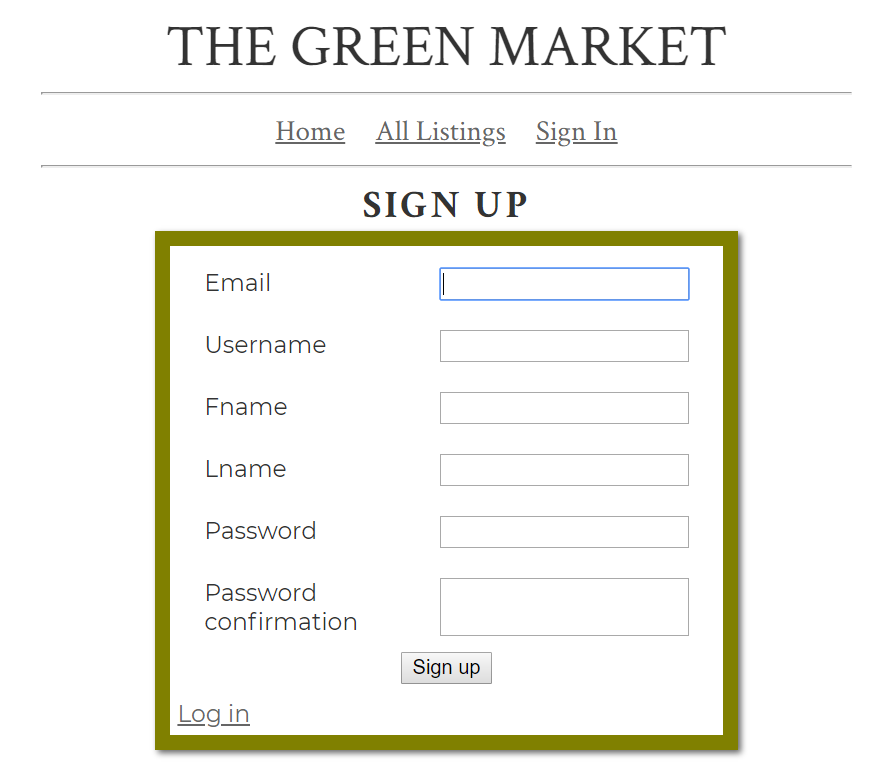 THE GREEN MARKET
Home All Listings Sign In
SIGN UP
Email
Username
Fname
Lname
Password
Password
confirmation
Sign up
Log in